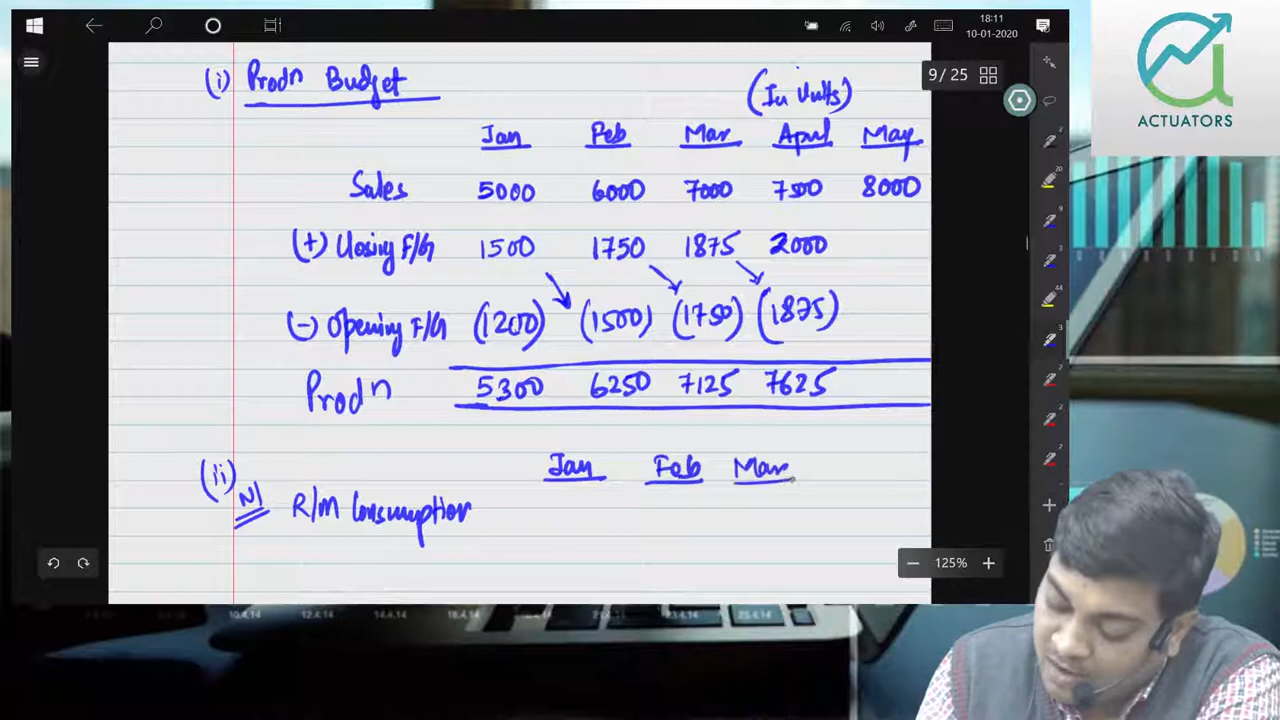 18:11
10-01-2020
9 / 25
ACTUATORS
(i) Prodn Budget
(In Units)
Jan Feb Mar April May
Sales 5000 6000 7000 7500 8000
(+) Closing F/G 1500 1750 1875 2000
(-) Opening F/G (1200) (1500) (1750) (1875)
Prodn 5300 6250 7125 7625
(ii) Jan Feb Mar
N1 R/M Consumption
125%